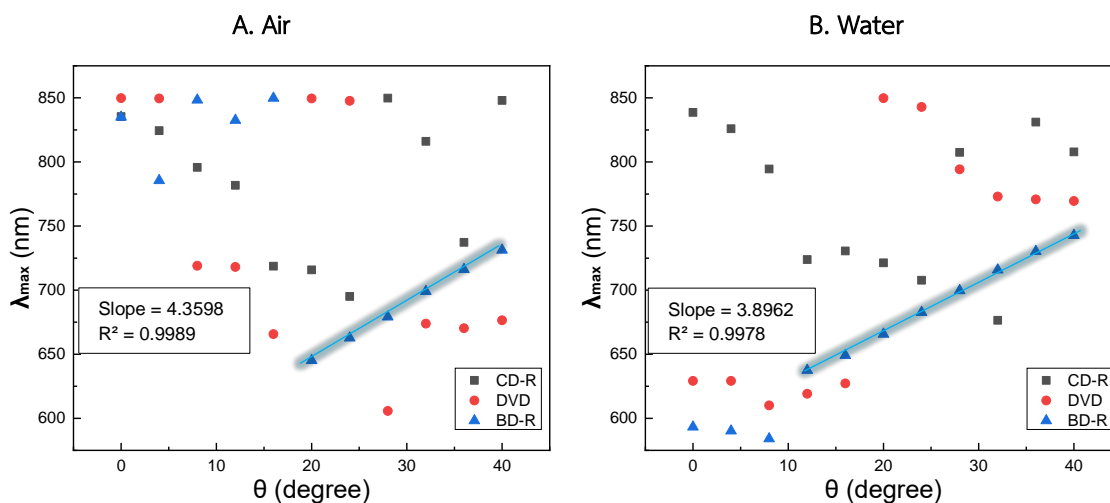 A. Air
B. Water
850
800
750
700
650
600
λmax (nm)
Slope = 4.3598
R² = 0.9989
CD-R
DVD
BD-R
0 10 20 30 40
θ (degree)
850
800
750
700
650
600
λmax (nm)
Slope = 3.8962
R² = 0.9978
CD-R
DVD
BD-R
0 10 20 30 40
θ (degree)